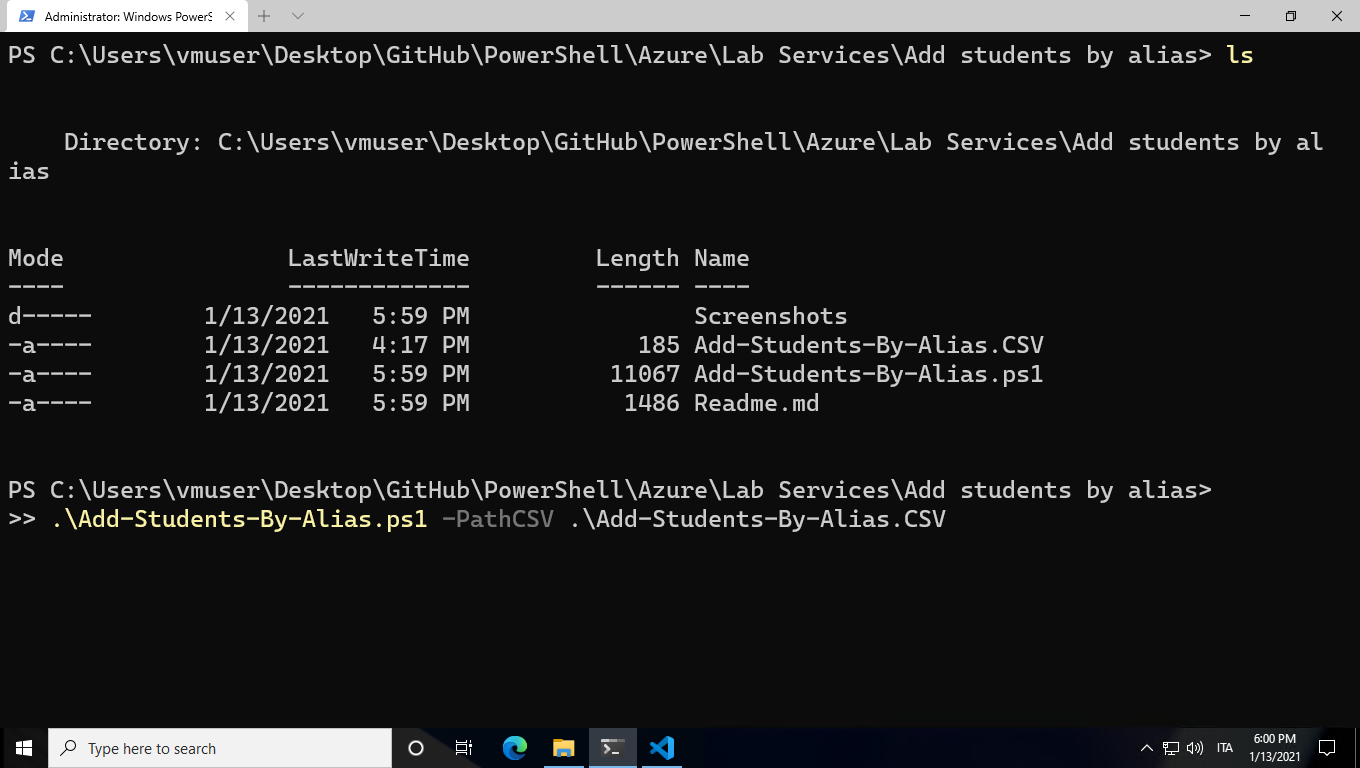 Administrator: Windows PowerS
PS C:\Users\vmuser\Desktop\GitHub\PowerShell\Azure\Lab Services\Add students by alias> ls
    Directory: C:\Users\vmuser\Desktop\GitHub\PowerShell\Azure\Lab Services\Add students by al
ias
Mode                LastWriteTime         Length Name
----                -------------         ------ ----
d-----        1/13/2021   5:59 PM                Screenshots
-a----        1/13/2021   4:17 PM            185 Add-Students-By-Alias.CSV
-a----        1/13/2021   5:59 PM          11067 Add-Students-By-Alias.ps1
-a----        1/13/2021   5:59 PM           1486 Readme.md
PS C:\Users\vmuser\Desktop\GitHub\PowerShell\Azure\Lab Services\Add students by alias>
>> .\Add-Students-By-Alias.ps1 -PathCSV .\Add-Students-By-Alias.CSV
Type here to search
ITA
6:00 PM
1/13/2021